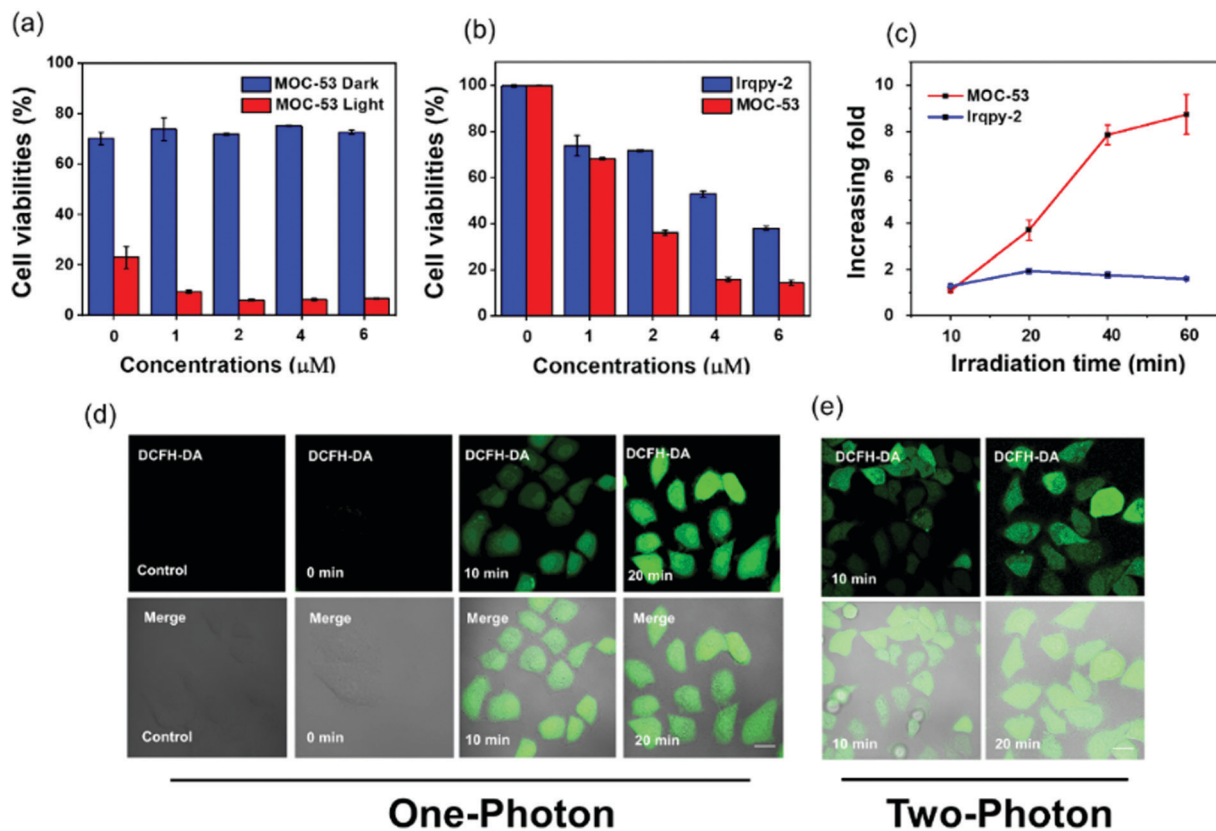 (a)
Cell viabilities (%)
100
80
60
40
20
0
MOC-53 Dark
MOC-53 Light
0 1 2 4 6
Concentrations (μM)
(b)
Cell viabilities (%)
100
80
60
40
20
0
Irqpy-2
MOC-53
0 1 2 4 6
Concentrations (μM)
(c)
Increasing fold
10
8
6
4
2
0
MOC-53
Irqpy-2
10 20 40 60
Irradiation time (min)
(d)
DCFH-DA
Control
DCFH-DA
0 min
DCFH-DA
10 min
DCFH-DA
20 min
Merge
Control
Merge
0 min
Merge
10 min
Merge
20 min
One-Photon
(e)
DCFH-DA
10 min
DCFH-DA
20 min
10 min
20 min
Two-Photon